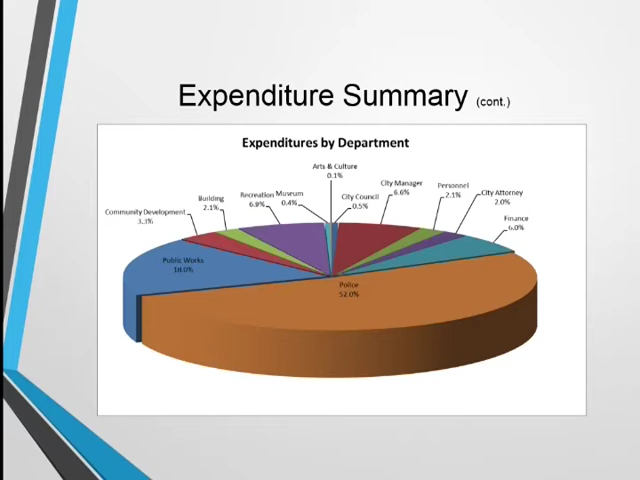 Expenditure Summary (cont.)
Expenditures by Department
Arts & Culture
0.1%
Recreation
6.9%
Museum
0.4%
City Council
0.5%
City Manager
6.6%
Personnel
2.1%
City Attorney
2.0%
Finance
6.0%
Building
2.1%
Community Development
3.3%
Public Works
18.0%
Police
52.0%